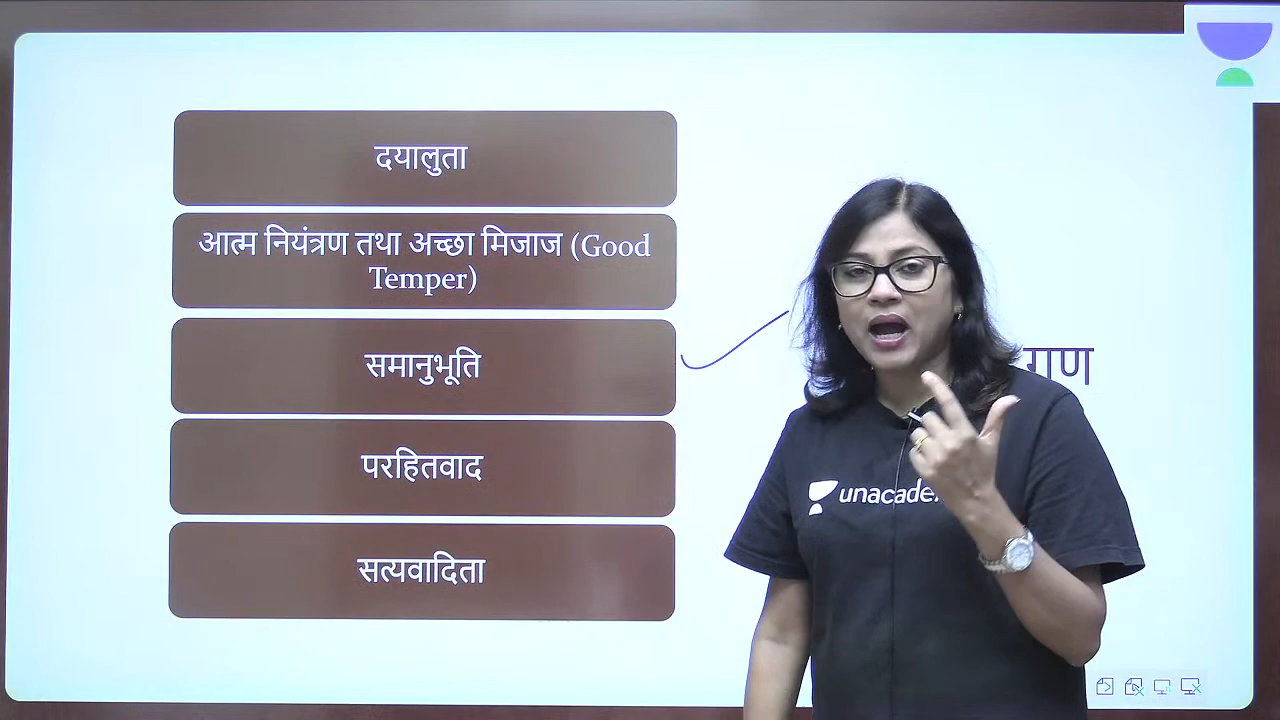 दयालुता
आत्म नियंत्रण तथा अच्छा मिजाज (Good
Temper)
समानुभूति
परहितवाद
सत्यवादिता